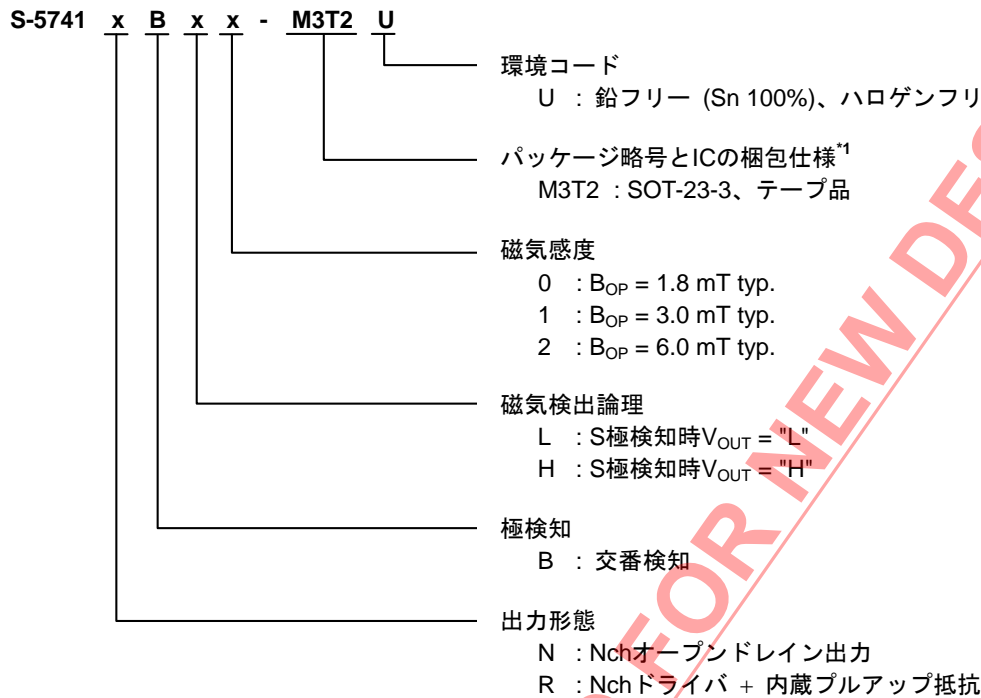 S-5741 x B x x - M3T2 U
環境コード
U : 鉛フリー (Sn 100%)、ハロゲンフリ
パッケージ略号とICの梱包仕様*1
M3T2 : SOT-23-3、テープ品
磁気感度
0 : BOP = 1.8 mT typ.
1 : BOP = 3.0 mT typ.
2 : BOP = 6.0 mT typ.
磁気検出論理
L : S極検知時VOUT = "L"
H : S極検知時VOUT = "H"
極検知
B : 交番検知
出力形態
N : Nchオープンドレイン出力
R : Nchドライバ + 内蔵プルアップ抵抗
FOR NEW DES